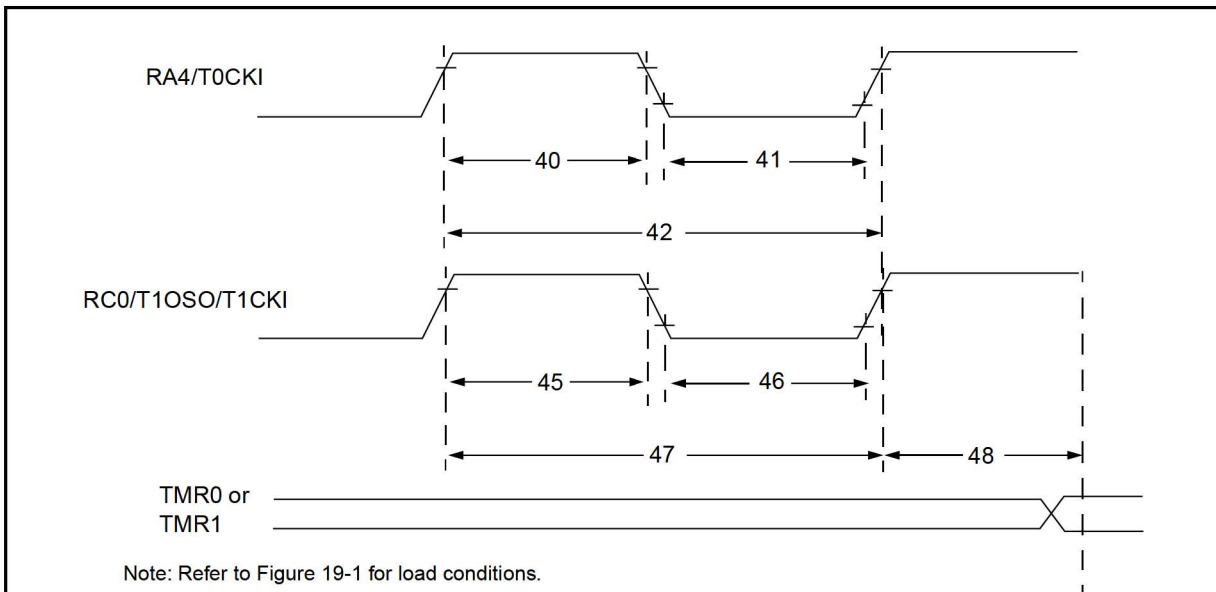 RA4/T0CKI
40
41
42
RC0/T1OSO/T1CKI
45
46
47
48
TMR0 or
TMR1
Note: Refer to Figure 19-1 for load conditions.